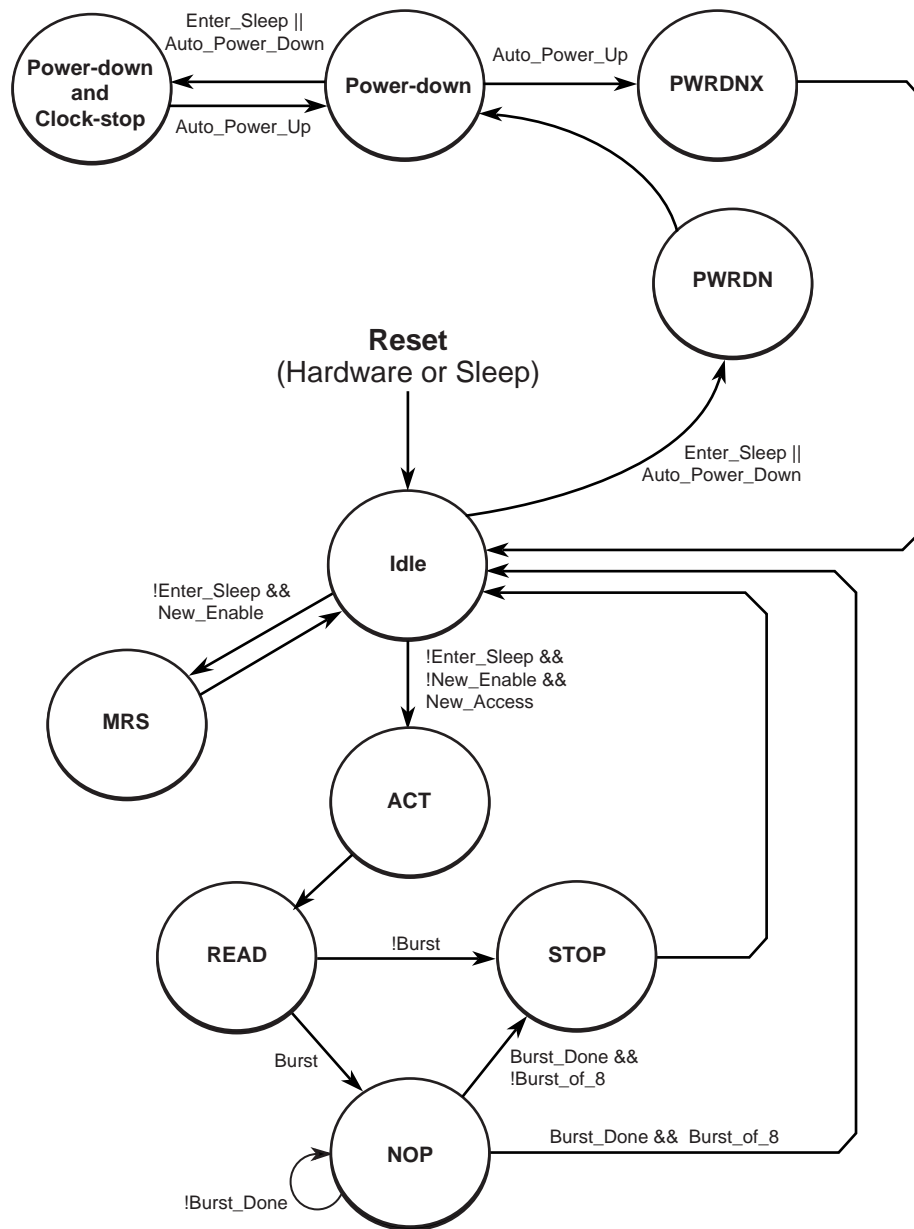 Enter_Sleep ||
Auto_Power_Down
Power-down
and
Clock-stop
Auto_Power_Up
Power-down
Auto_Power_Up
PWRDNX
PWRDN
Reset
(Hardware or Sleep)
Enter_Sleep ||
Auto_Power_Down
Idle
!Enter_Sleep &&
New_Enable
!Enter_Sleep &&
!New_Enable &&
New_Access
MRS
ACT
READ
!Burst
STOP
Burst
Burst_Done &&
!Burst_of_8
NOP
Burst_Done && Burst_of_8
!Burst_Done